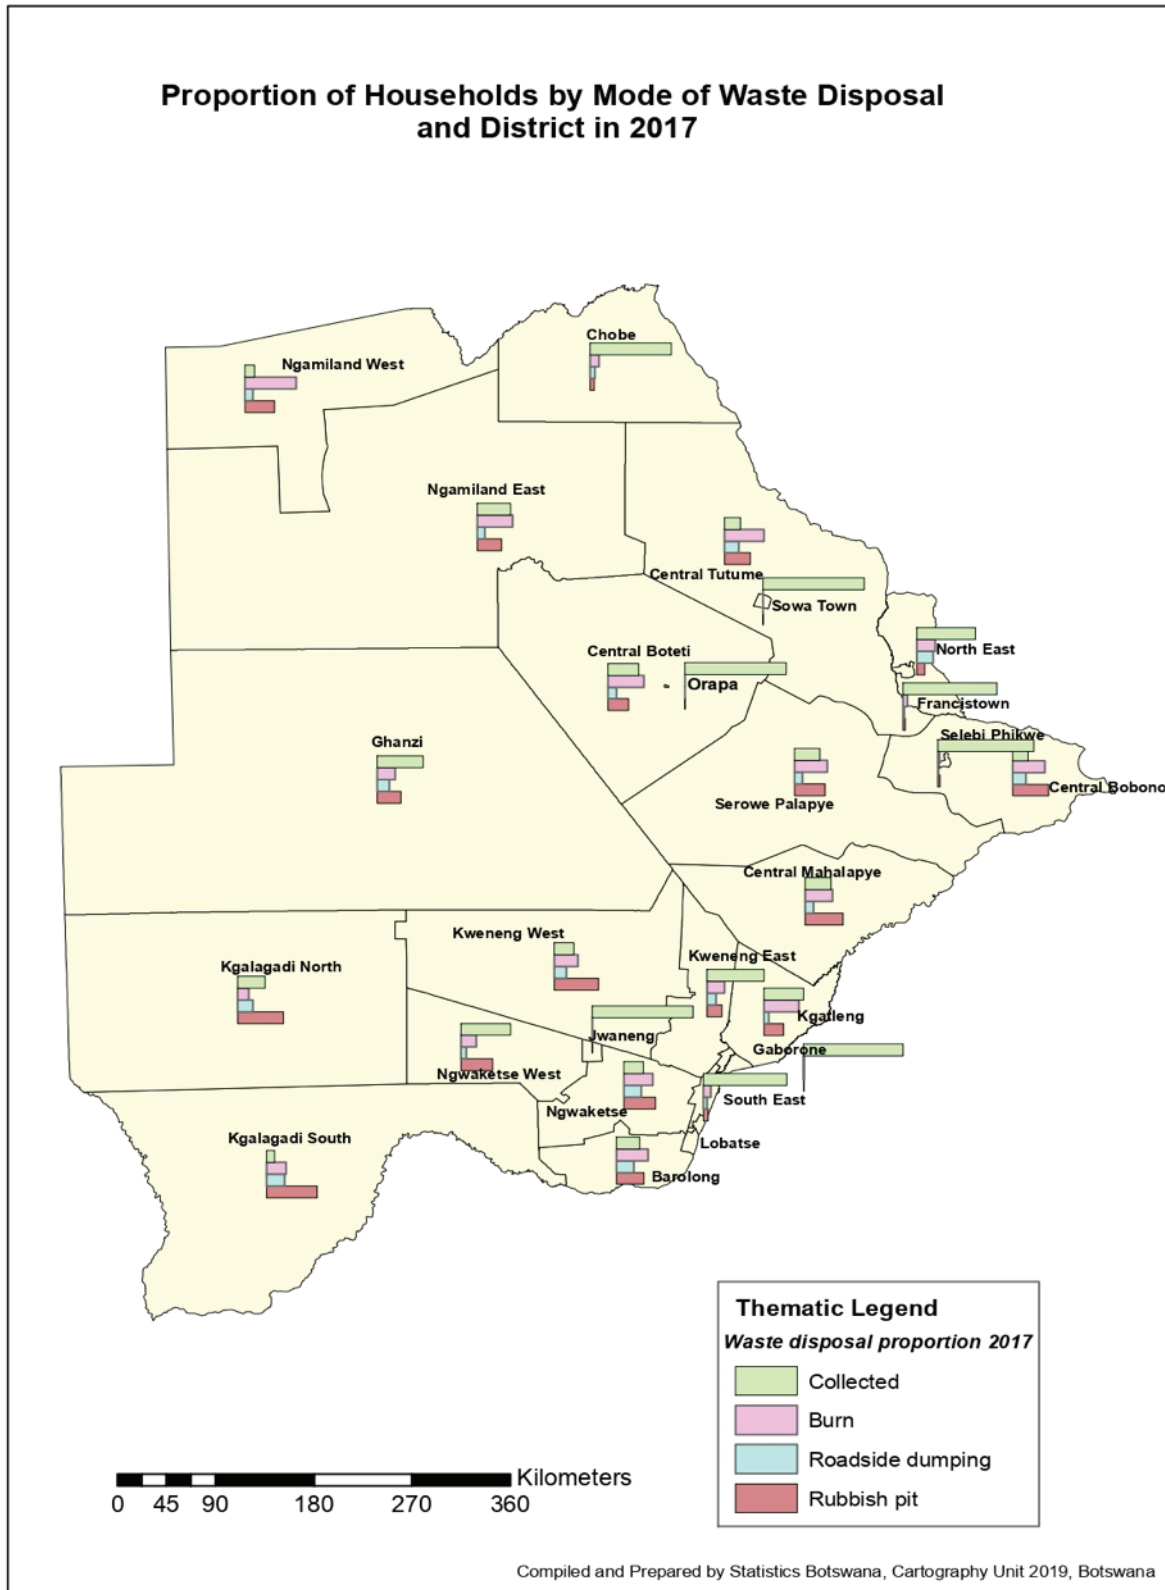 Proportion of Households by Mode of Waste Disposal
and District in 2017
Chobe
Ngamiland West
Ngamiland East
Central Tutume
Sowa Town
North East
Central Boteti
Orapa
Francistown
Selebi Phikwe
Ghanzi
Central Bobono
Serowe Palapye
Central Mahalapye
Kweneng West
Kweneng East
Kgalagadi North
Kgatleng
Jwaneng
Gaborone
Ngwaketse West
South East
Ngwaketse
Lobatse
Kgalagadi South
Barolong
Thematic Legend
Waste disposal proportion 2017
Collected
Burn
Roadside dumping
Rubbish pit
Kilometers
0 45 90 180 270 360
Compiled and Prepared by Statistics Botswana, Cartography Unit 2019, Botswana